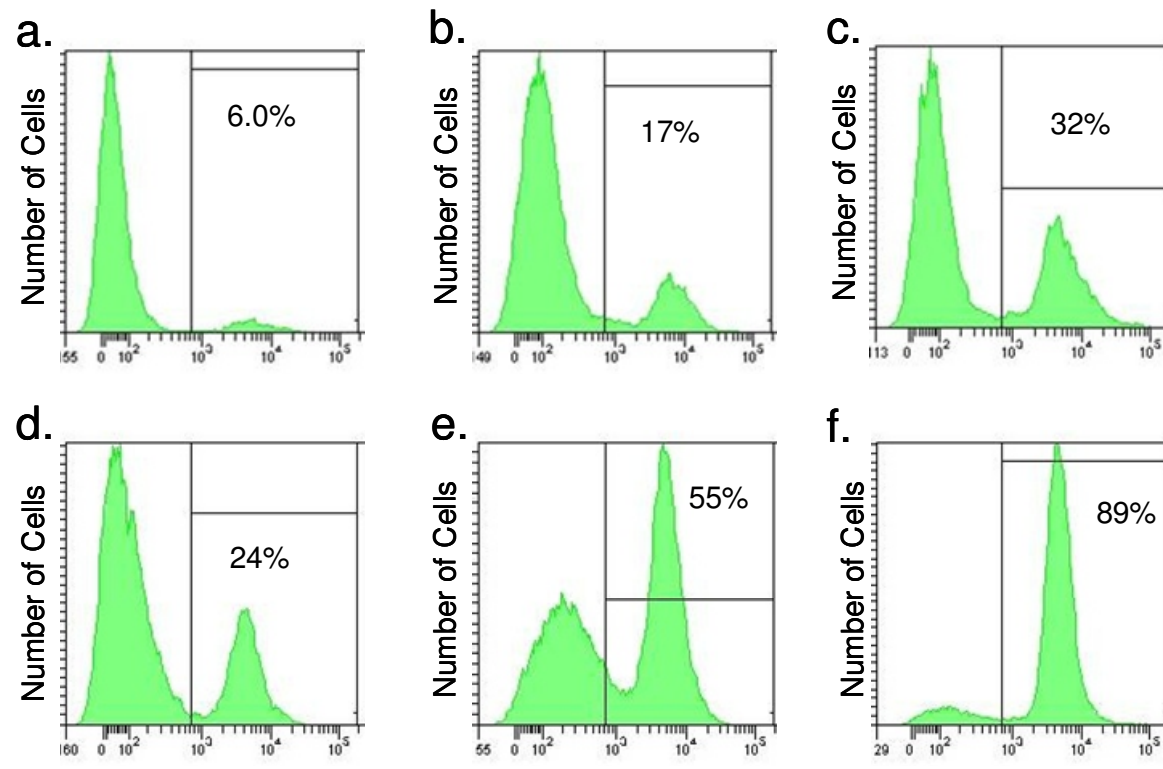 a.
Number of Cells
6.0%
155 0 10² 10³ 10⁴ 10⁵
b.
Number of Cells
17%
140 0 10² 10³ 10⁴ 10⁵
c.
Number of Cells
32%
113 0 10² 10³ 10⁴ 10⁵
d.
Number of Cells
24%
160 0 10² 10³ 10⁴ 10⁵
e.
Number of Cells
55%
55 0 10² 10³ 10⁴ 10⁵
f.
Number of Cells
89%
29 0 10² 10³ 10⁴ 10⁵